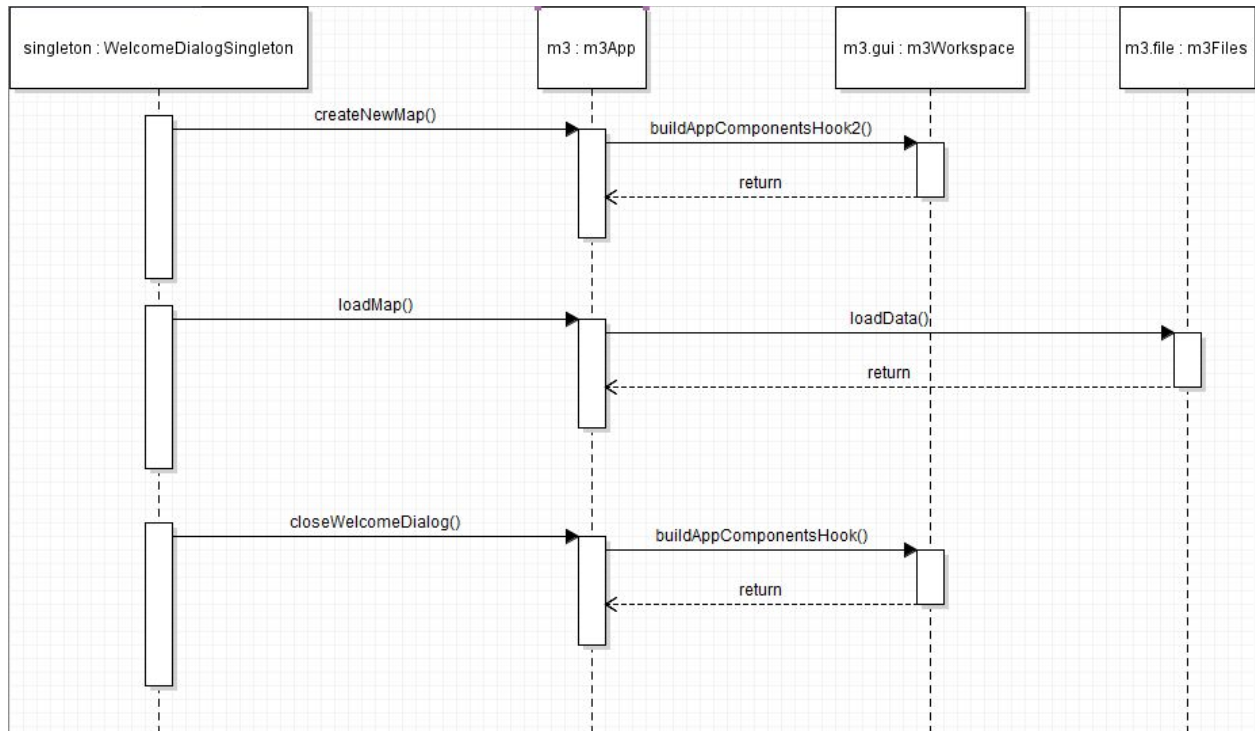 singleton : WelcomeDialogSingleton
m3 : m3App
m3.gui : m3Workspace
m3.file : m3Files
createNewMap()
buildAppComponentsHook2()
return
loadMap()
loadData()
return
closeWelcomeDialog()
buildAppComponentsHook()
return